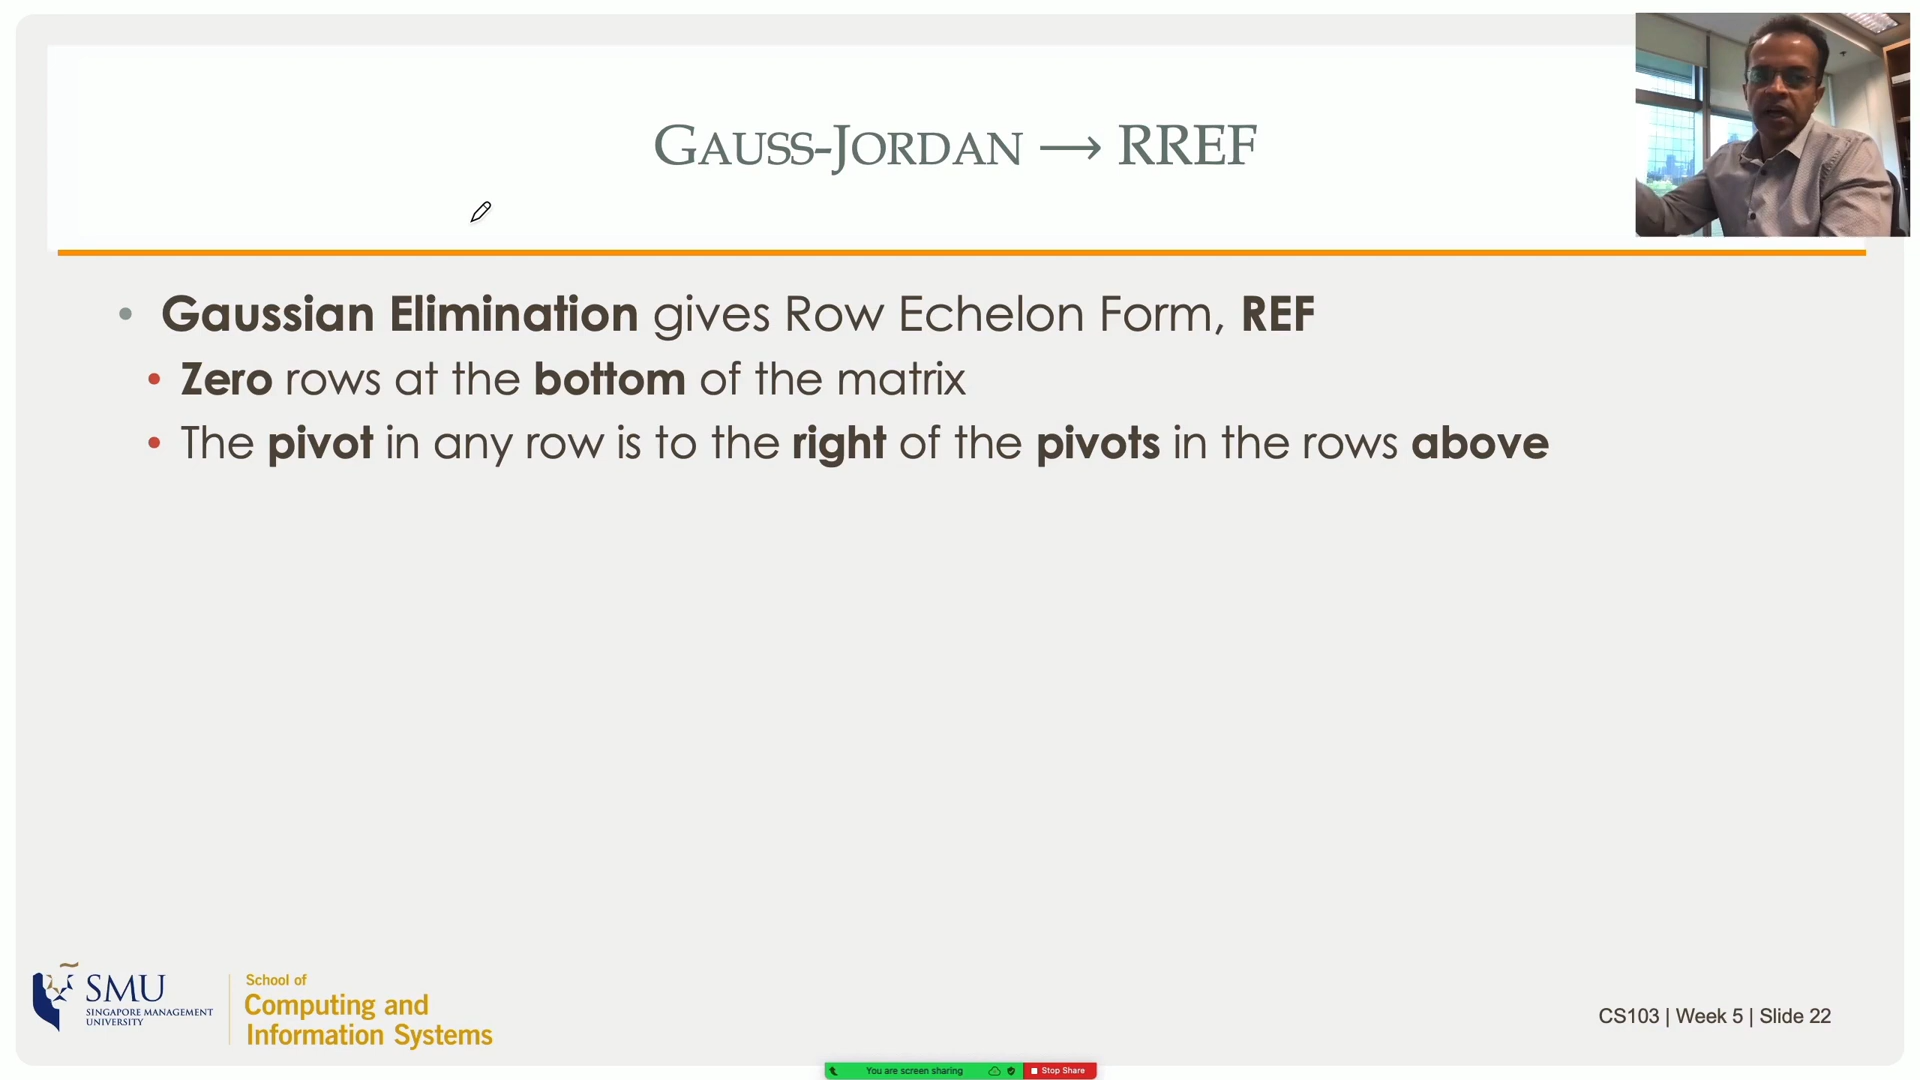 GAUSS-JORDAN ⟶ RREF
• Gaussian Elimination gives Row Echelon Form, REF
• Zero rows at the bottom of the matrix
• The pivot in any row is to the right of the pivots in the rows above
SMU
SINGAPORE MANAGEMENT
UNIVERSITY
School of
Computing and
Information Systems
CS103 | Week 5 | Slide 22
You are screen sharing
Stop Share